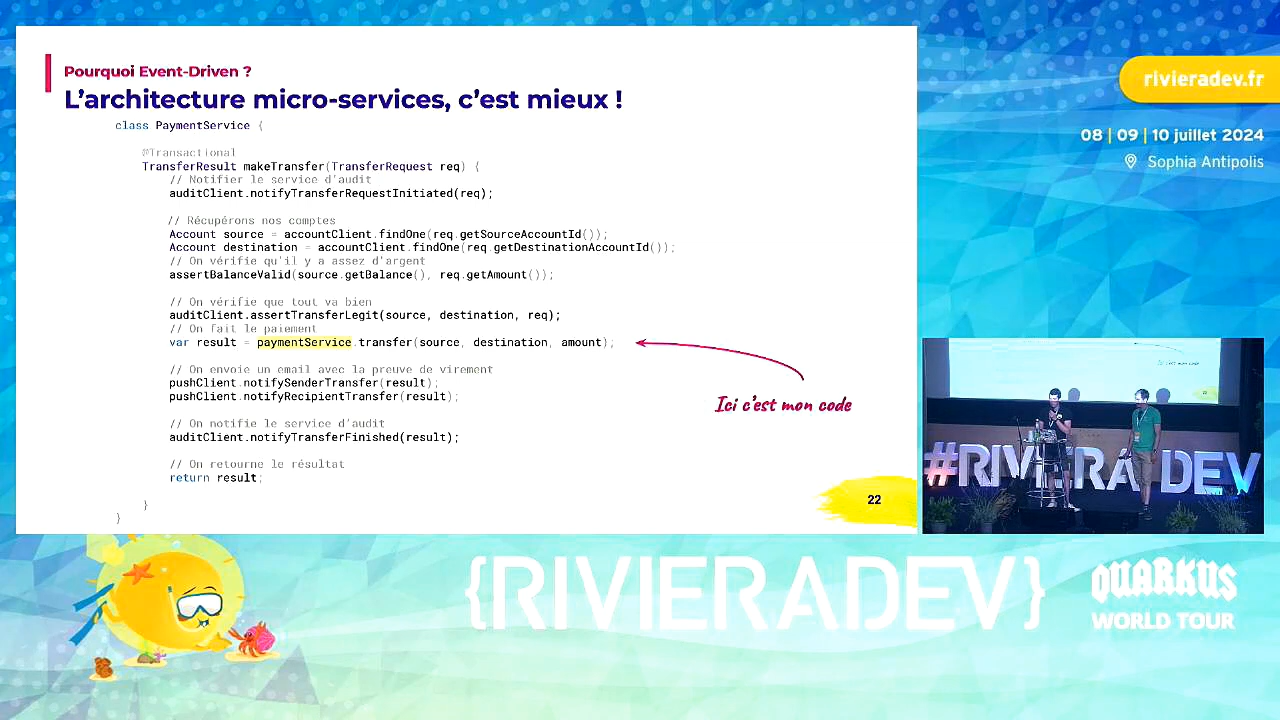 Pourquoi Event-Driven ?
L'architecture micro-services, c'est mieux !
class PaymentService {
@Transactional
TransferResult makeTransfer(TransferRequest req) {
// Notifier le service d'audit
auditClient.notifyTransferRequestInitiated(req);
// Récupérons nos comptes
Account source = accountClient.findOne(req.getSourceAccountId());
Account destination = accountClient.findOne(req.getDestinationAccountId());
// On vérifie qu'il y a assez d'argent
assertBalanceValid(source.getBalance(), req.getAmount());
// On vérifie que tout va bien
auditClient.assertTransferLegit(source, destination, req);
// On fait le paiement
var result = paymentService.transfer(source, destination, amount);
// On envoie un email avec la preuve de virement
pushClient.notifySenderTransfer(result);
pushClient.notifyRecipientTransfer(result);
// On notifie le service d'audit
auditClient.notifyTransferFinished(result);
// On retourne le résultat
return result;
}
}
Ici c'est mon code
22
rivieradev.fr
08 | 09 | 10 juillet 2024
Sophia Antipolis
#RIVIERA DEV
{RIVIERADEV}
QUARKUS
WORLD TOUR